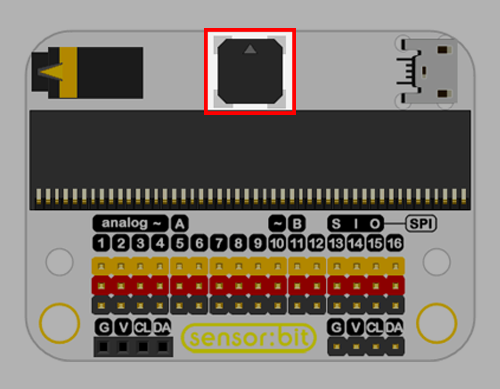 analog ~ A ~ B S I O SPI
1 2 3 4 5 6 7 8 9 10 11 12 13 14 15 16
G V CL DA sensor:bit G V CL DA